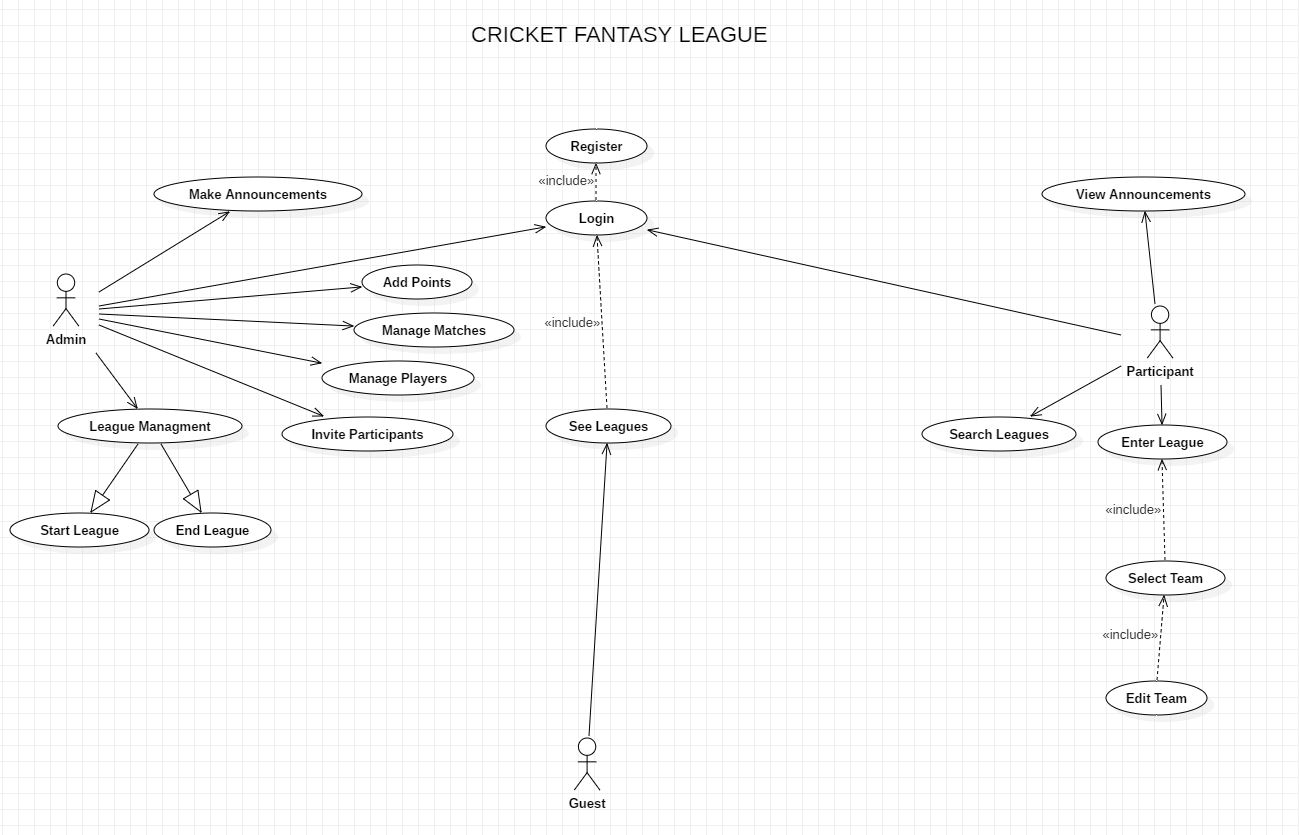 CRICKET FANTASY LEAGUE
Register
«include»
Make Announcements
View Announcements
Login
Add Points
«include»
Manage Matches
Admin
Participant
Manage Players
League Managment
Invite Participants
See Leagues
Search Leagues
Enter League
«include»
Start League
End League
Select Team
«include»
Edit Team
Guest